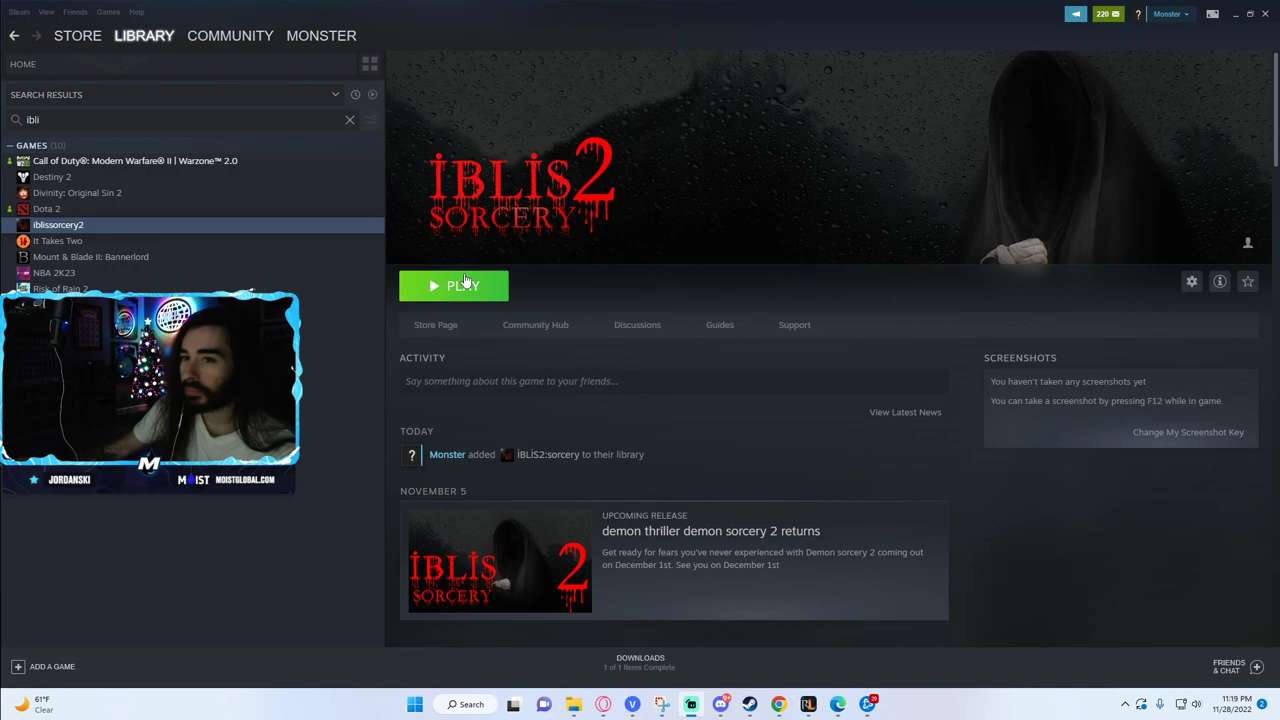 Steam View Friends Games Help
220 ? Monster
STORE LIBRARY COMMUNITY MONSTER
HOME
SEARCH RESULTS
ibli
GAMES (10)
Call of Duty®: Modern Warfare® II | Warzone™ 2.0
Destiny 2
Divinity: Original Sin 2
Dota 2
iblissorcery2
It Takes Two
Mount & Blade II: Bannerlord
NBA 2K23
Risk of Rain 2
JORDANSKI MOIST MOISTGLOBAL.COM
ADD A GAME
İBLİS 2
SORCERY
PLAY
Store Page Community Hub Discussions Guides Support
ACTIVITY
Say something about this game to your friends...
View Latest News
TODAY
? Monster added İBLİS2:sorcery to their library
NOVEMBER 5
İBLİS 2
SORCERY
UPCOMING RELEASE
demon thriller demon sorcery 2 returns
Get ready for fears you've never experienced with Demon sorcery 2 coming out
on December 1st. See you on December 1st
SCREENSHOTS
You haven't taken any screenshots yet
You can take a screenshot by pressing F12 while in game.
Change My Screenshot Key
DOWNLOADS
1 of 1 Items Complete
FRIENDS
& CHAT
61°F
Clear
Search
11:19 PM
11/28/2022
2